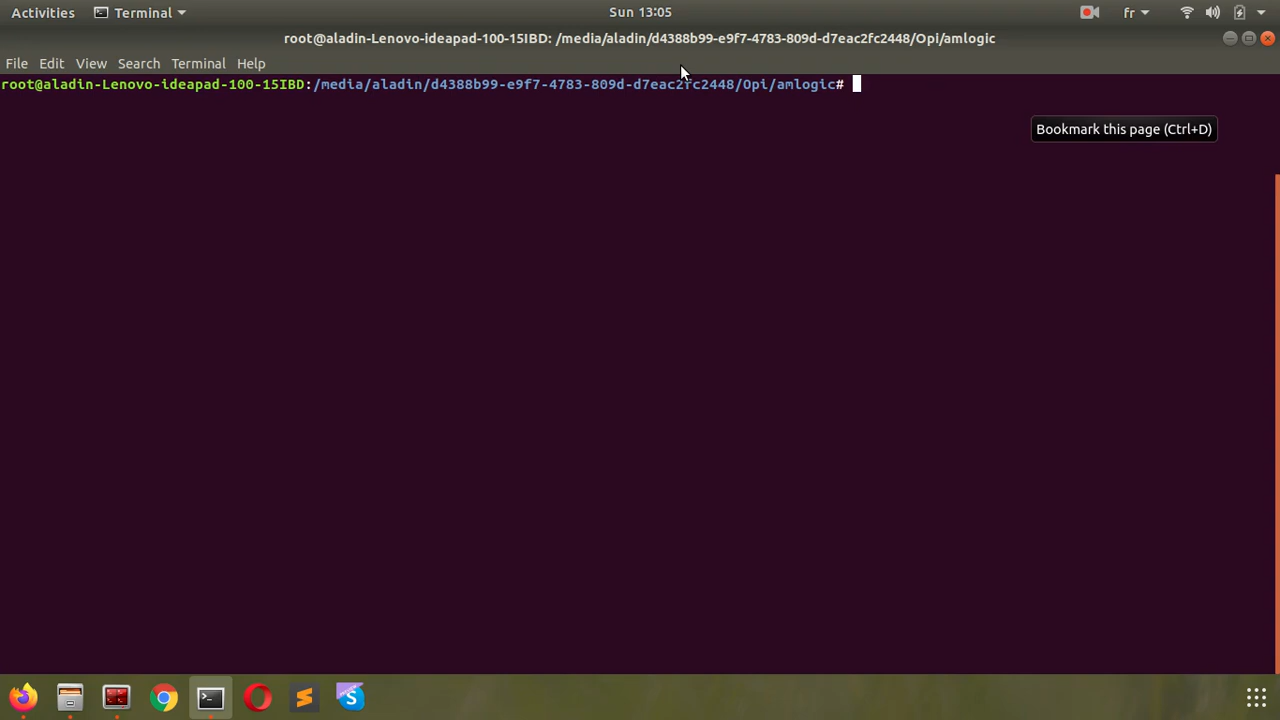 Activities Terminal Sun 13:05 fr
root@aladin-Lenovo-ideapad-100-15IBD: /media/aladin/d4388b99-e9f7-4783-809d-d7eac2fc2448/Opi/amlogic
File Edit View Search Terminal Help
root@aladin-Lenovo-ideapad-100-15IBD:/media/aladin/d4388b99-e9f7-4783-809d-d7eac2fc2448/Opi/amlogic#
Bookmark this page (Ctrl+D)